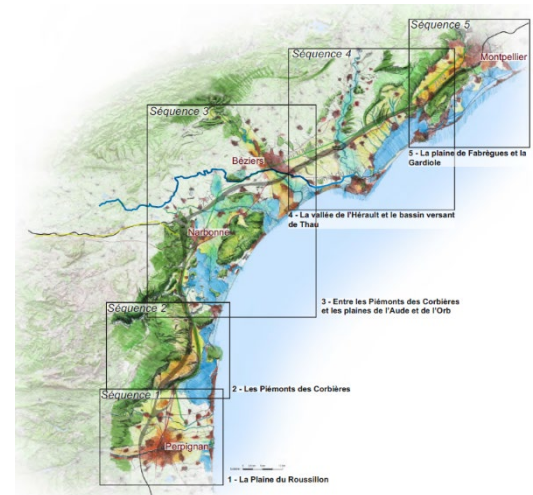 Séquence 5
Montpellier
Séquence 4
5 - La plaine de Fabrègues et la
Gardiole
Séquence 3
Béziers
4 - La vallée de l'Hérault et le bassin versant
de Thau
Narbonne
3 - Entre les Piémonts des Corbières
et les plaines de l'Aude et de l'Orb
Séquence 2
2 - Les Piémonts des Corbières
Séquence 1
Perpignan
1 - La Plaine du Roussillon